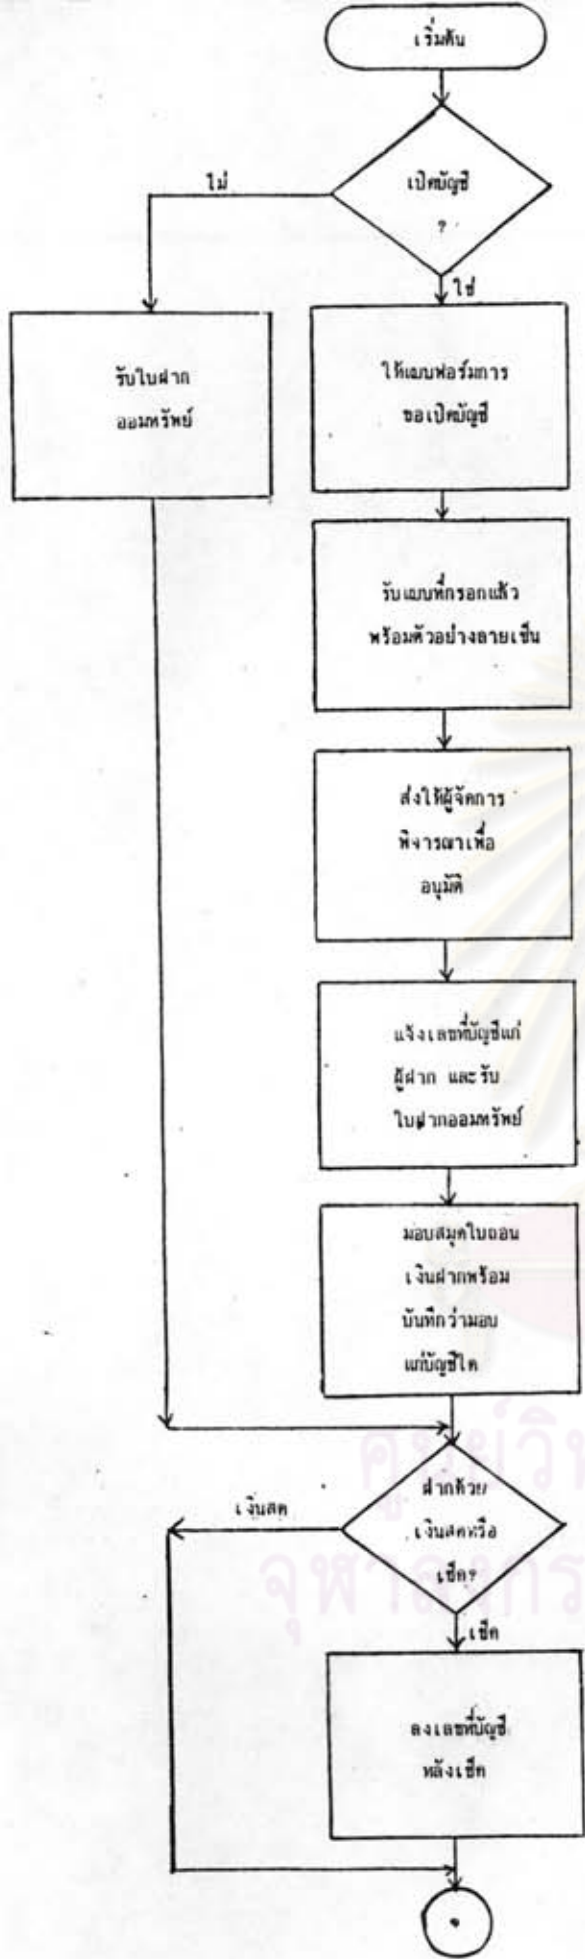 เริ่มต้น
เปิดบัญชี
?
ไม่
ใช่
รับใบฝาก
ออมทรัพย์
ให้แบบฟอร์มการ
ขอเปิดบัญชี
รับแบบที่กรอกแล้ว
พร้อมตัวอย่างลายเซ็น
ส่งให้ผู้จัดการ
พิจารณาเพื่อ
อนุมัติ
แจ้งเลขที่บัญชีแก่
ผู้ฝาก และรับ
ใบฝากออมทรัพย์
มอบสมุดใบถอน
เงินฝากพร้อม
บันทึกว่ามอบ
แก่บัญชีใด
ฝากด้วย
เงินสดหรือ
เช็ค?
เงินสด
เช็ค
ลงเลขที่บัญชี
หลังเช็ค
ศูนย์วิ